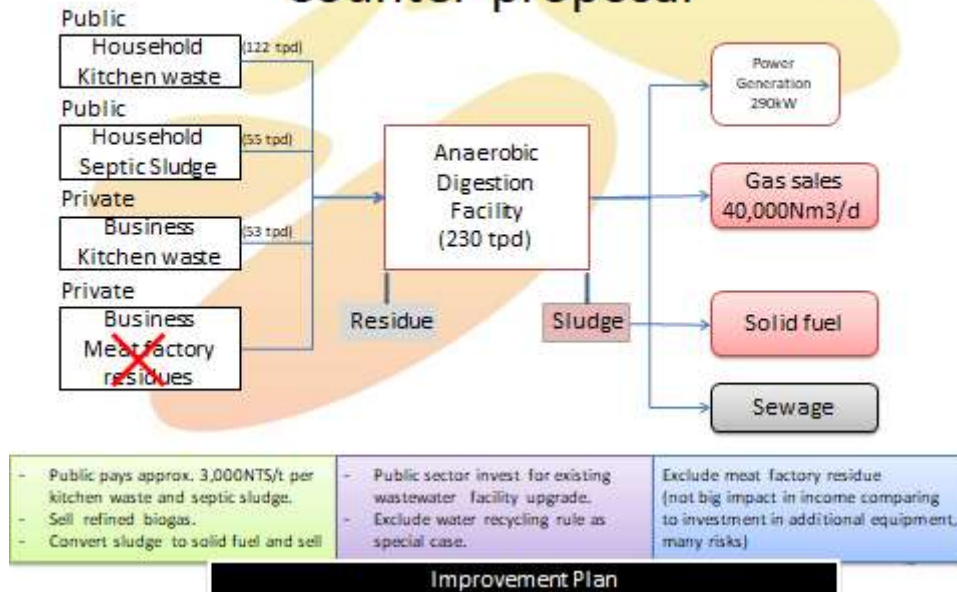 counter proposal
Public
Household
Kitchen waste
(122 tpd)
Public
Household
Septic Sludge
(55 tpd)
Private
Business
Kitchen waste
(53 tpd)
Private
Business
Meat factory
residues
Anaerobic
Digestion
Facility
(230 tpd)
Residue
Sludge
Power
Generation
290kW
Gas sales
40,000Nm3/d
Solid fuel
Sewage
- Public pays approx. 3,000NTS/t per
kitchen waste and septic sludge.
- Sell refined biogas.
- Convert sludge to solid fuel and sell
- Public sector invest for existing
wastewater facility upgrade.
- Exclude water recycling rule as
special case.
Exclude meat factory residue
(not big impact in income comparing
to investment in additional equipment,
many risks)
Improvement Plan